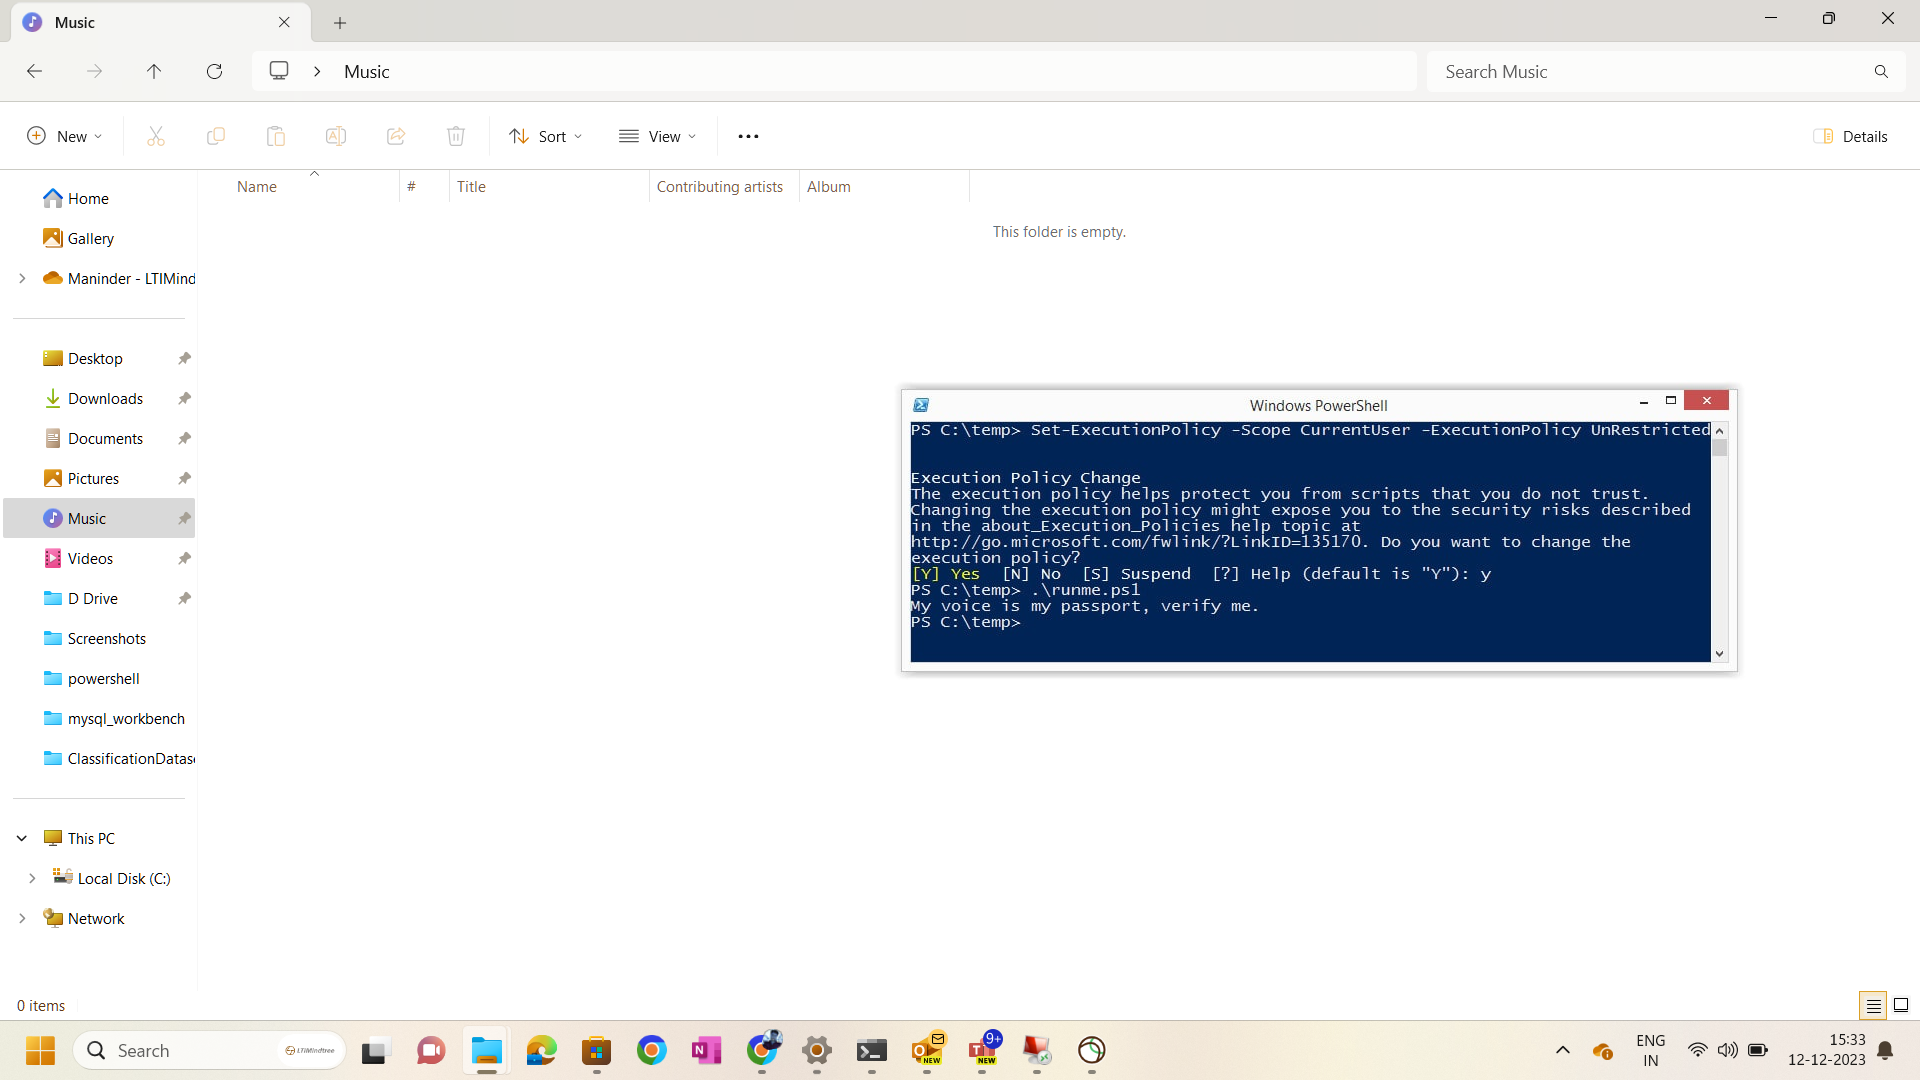 Music
Music
Search Music
New
Sort
View
Details
Name
#
Title
Contributing artists
Album
This folder is empty.
Home
Gallery
Maninder - LTIMind
Desktop
Downloads
Documents
Pictures
Music
Videos
D Drive
Screenshots
powershell
mysql_workbench
ClassificationDatas
This PC
Local Disk (C:)
Network
Windows PowerShell
PS C:\temp> Set-ExecutionPolicy -Scope CurrentUser -ExecutionPolicy UnRestricted
Execution Policy Change
The execution policy helps protect you from scripts that you do not trust.
Changing the execution policy might expose you to the security risks described
in the about_Execution_Policies help topic at
http://go.microsoft.com/fwlink/?LinkID=135170. Do you want to change the
execution policy?
[Y] Yes  [N] No  [S] Suspend  [?] Help (default is "Y"): y
PS C:\temp> .\runme.ps1
My voice is my passport, verify me.
PS C:\temp>
0 items
Search
LTIMindtree
NEW
9+
NEW
ENG
IN
15:33
12-12-2023